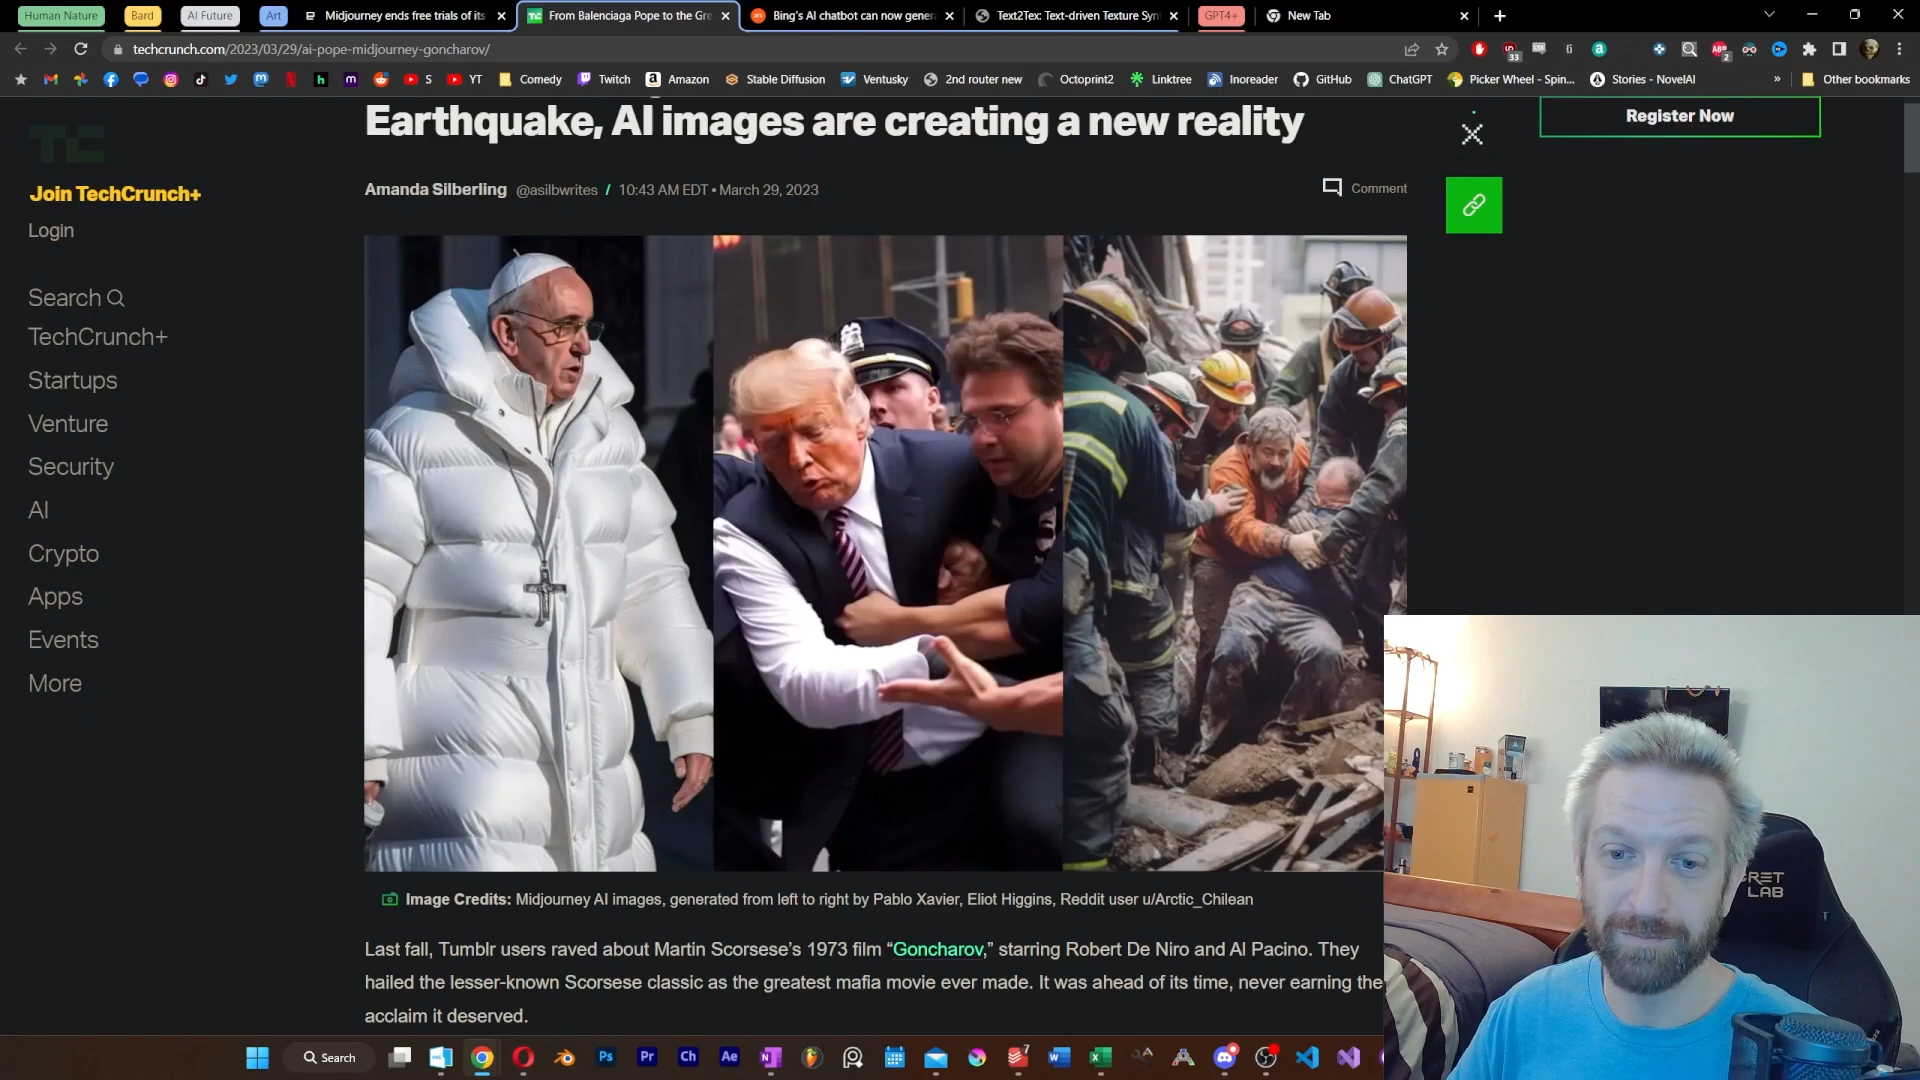 Human Nature
Bard
AI Future
Art
Midjourney ends free trials of its
From Balenciaga Pope to the Gre
Bing's AI chatbot can now gener
Text2Tex: Text-driven Texture Syn
GPT4+
New Tab
techcrunch.com/2023/03/29/ai-pope-midjourney-goncharov/
S
YT
Comedy
Twitch
Amazon
Stable Diffusion
Ventusky
2nd router new
Octoprint2
Linktree
Inoreader
GitHub
ChatGPT
Picker Wheel - Spin...
Stories - NovelAI
»
Other bookmarks
Earthquake, AI images are creating a new reality
Register Now
Amanda Silberling @asilbwrites / 10:43 AM EDT • March 29, 2023
Comment
Join TechCrunch+
Login
Search
TechCrunch+
Startups
Venture
Security
AI
Crypto
Apps
Events
More
Image Credits: Midjourney AI images, generated from left to right by Pablo Xavier, Eliot Higgins, Reddit user u/Arctic_Chilean
Last fall, Tumblr users raved about Martin Scorsese's 1973 film “Goncharov,” starring Robert De Niro and Al Pacino. They
hailed the lesser-known Scorsese classic as the greatest mafia movie ever made. It was ahead of its time, never earning the
acclaim it deserved.
CRET
LAB
Search
Ps
Pr
Ch
Ae
7